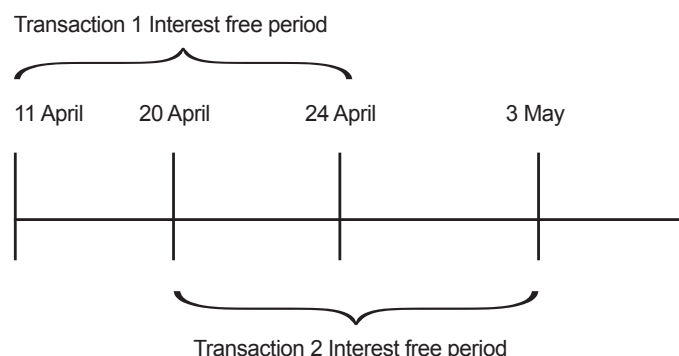 Transaction 1 Interest free period
11 April 20 April 24 April 3 May
Transaction 2 Interest free period